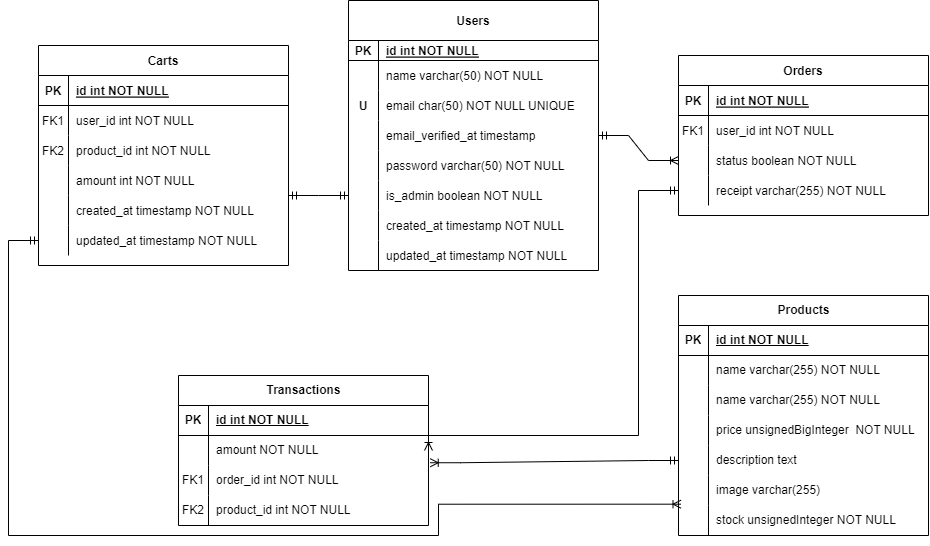 Carts
PK id int NOT NULL
FK1 user_id int NOT NULL
FK2 product_id int NOT NULL
amount int NOT NULL
created_at timestamp NOT NULL
updated_at timestamp NOT NULL
Users
PK id int NOT NULL
name varchar(50) NOT NULL
U email char(50) NOT NULL UNIQUE
email_verified_at timestamp
password varchar(50) NOT NULL
is_admin boolean NOT NULL
created_at timestamp NOT NULL
updated_at timestamp NOT NULL
Orders
PK id int NOT NULL
FK1 user_id int NOT NULL
status boolean NOT NULL
receipt varchar(255) NOT NULL
Transactions
PK id int NOT NULL
amount NOT NULL
FK1 order_id int NOT NULL
FK2 product_id int NOT NULL
Products
PK id int NOT NULL
name varchar(255) NOT NULL
name varchar(255) NOT NULL
price unsignedBigInteger NOT NULL
description text
image varchar(255)
stock unsignedInteger NOT NULL